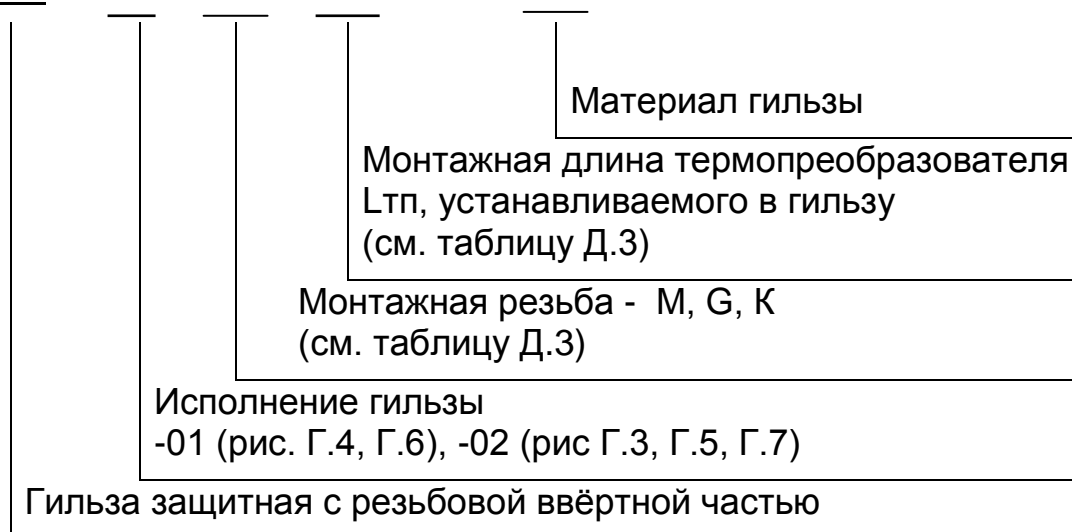 Материал гильзы
Монтажная длина термопреобразователя
Lтп, устанавливаемого в гильзу
(см. таблицу Д.3)
Монтажная резьба - М, G, К
(см. таблицу Д.3)
Исполнение гильзы
-01 (рис. Г.4, Г.6), -02 (рис Г.3, Г.5, Г.7)
Гильза защитная с резьбовой ввёртной частью